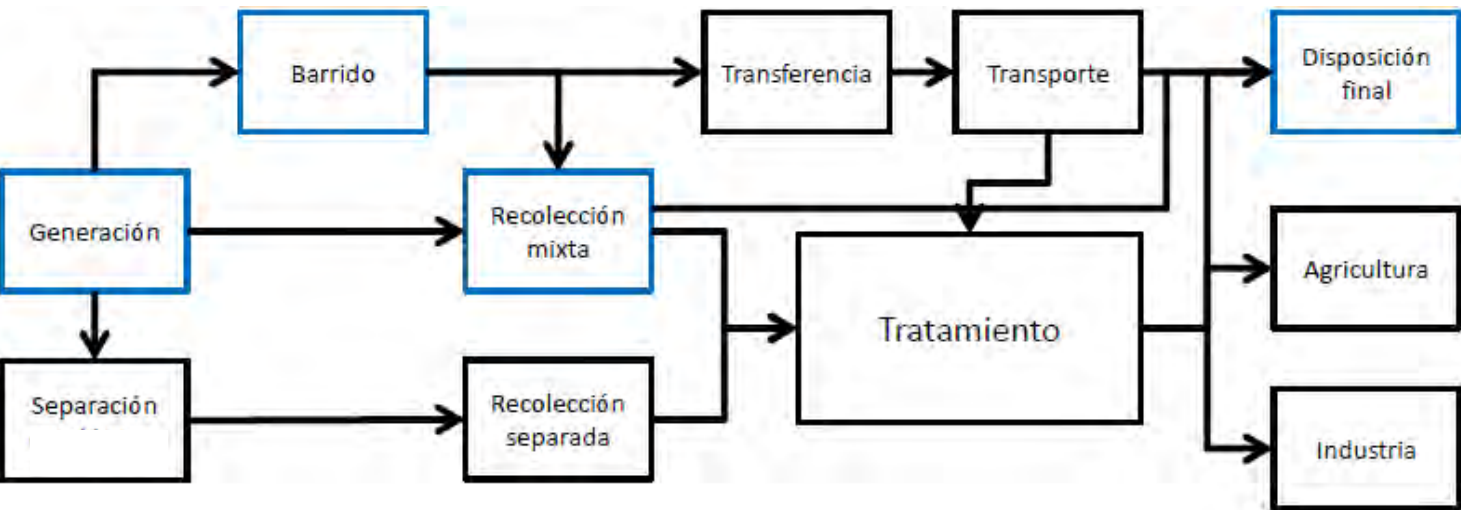 Barrido
Transferencia
Transporte
Disposición
final
Generación
Recolección
mixta
Tratamiento
Agricultura
Separación
Recolección
separada
Industria